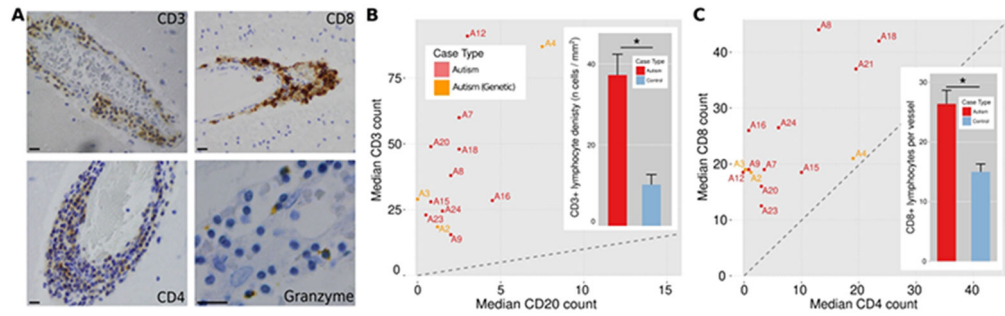 A
CD3
CD8
CD4
Granzyme
B
Median CD3 count
75
50
25
0
A12
A4
Case Type
Autism
Autism (Genetic)
A7
A20
A18
A8
A3
A15
A24
A16
A23
A2
A9
0
5
10
15
Median CD20 count
CD3+ lymphocyte denisty (n cells / mm²)
40
20
0
*
Case Type
Autism
Control
C
Median CD8 count
40
30
20
10
0
A8
A18
A21
A16
A24
A4
A3
A9
A7
A15
A12
A2
A20
A23
0
10
20
30
40
Median CD4 count
CD8+ lymphocytes per vessel
30
20
10
0
*
Case Type
Autism
Control